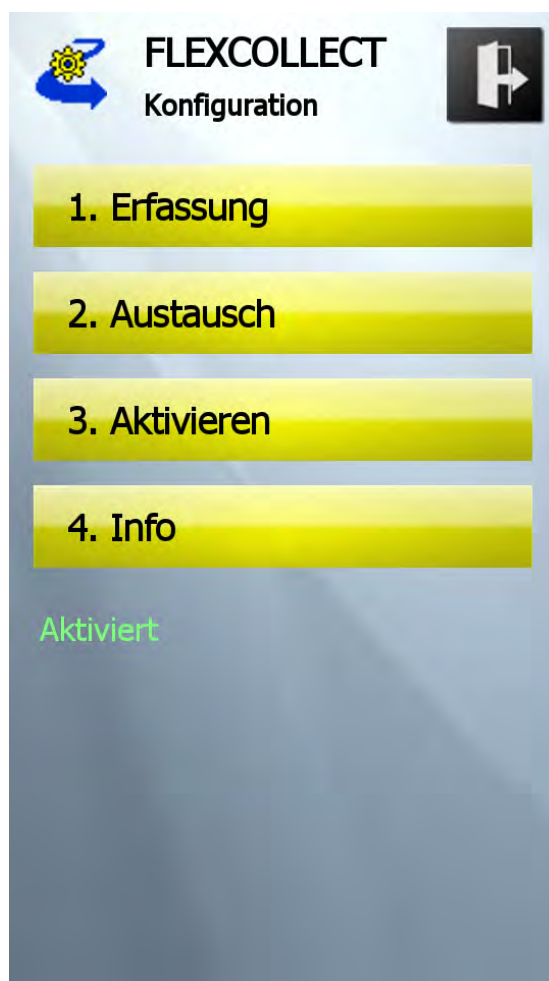 FLEXCOLLECT
Konfiguration
1. Erfassung
2. Austausch
3. Aktivieren
4. Info
Aktiviert